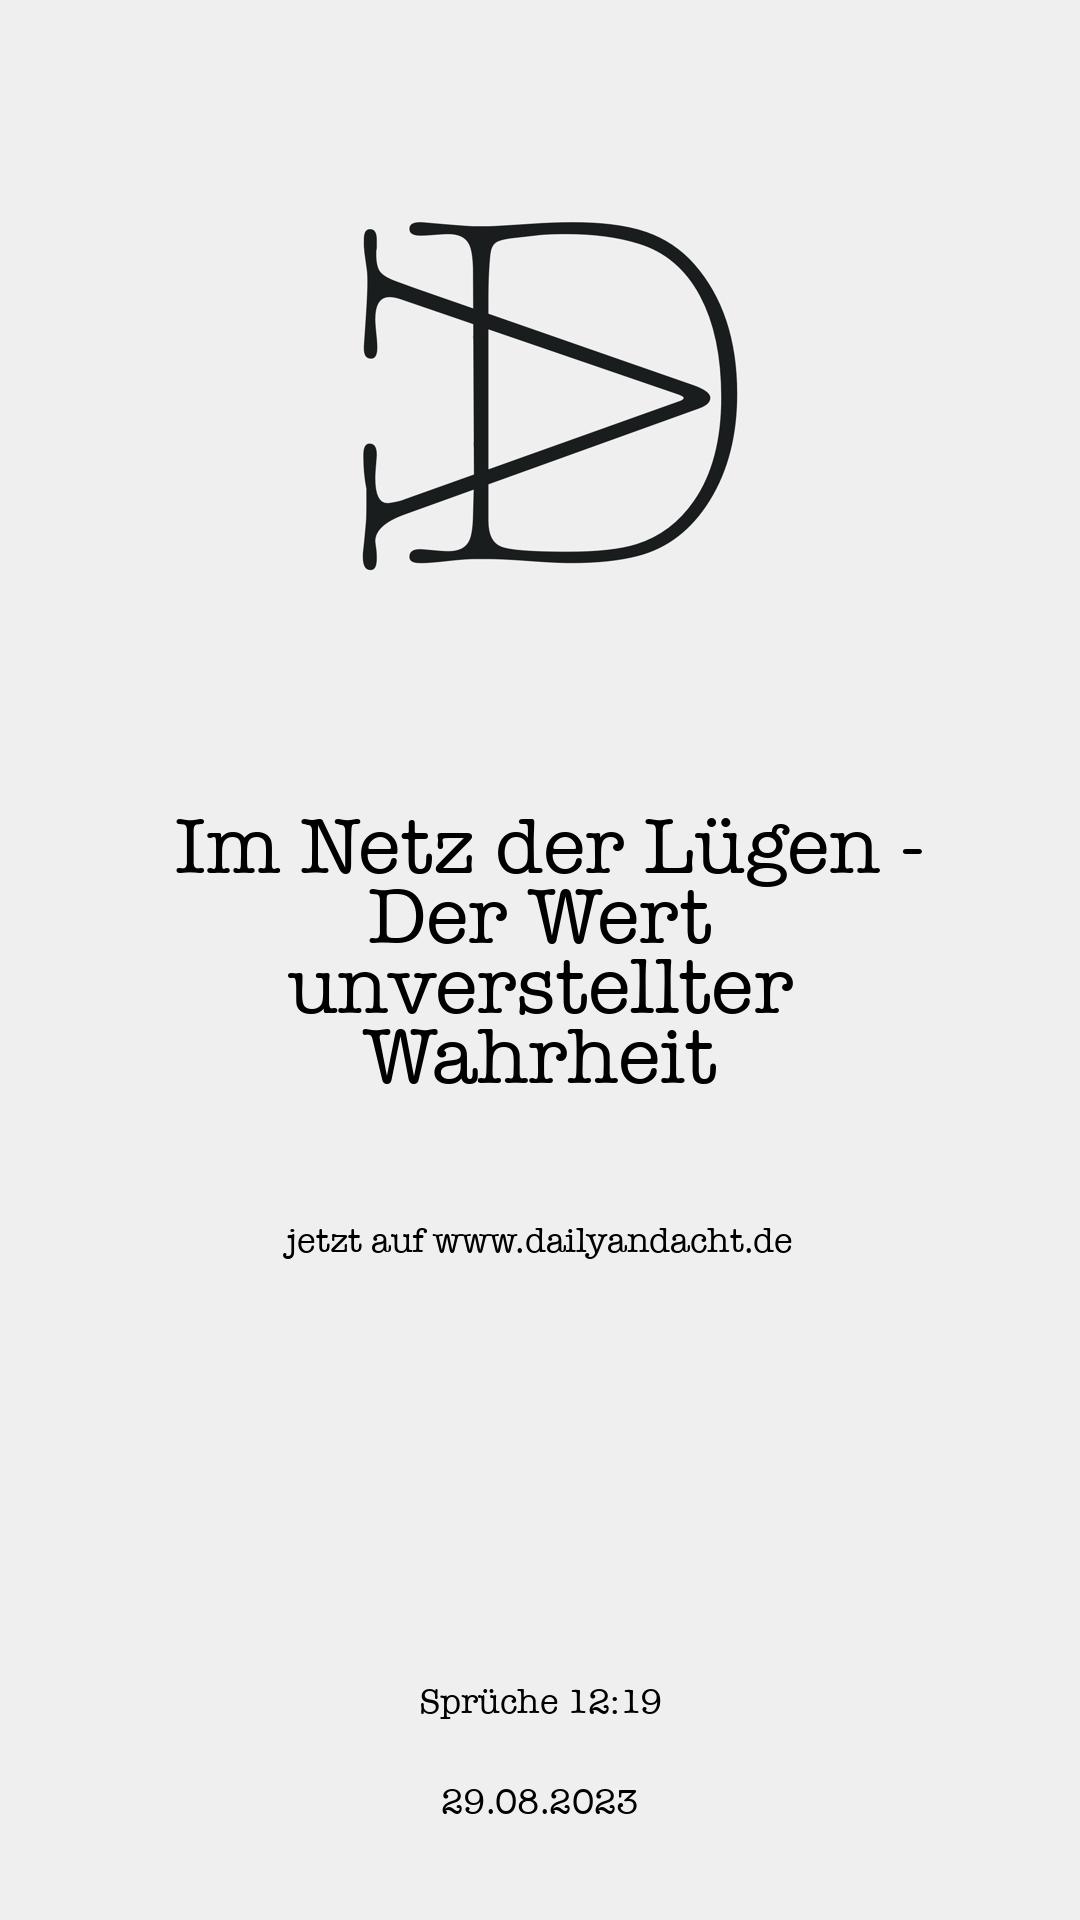 Im Netz der Lügen -
Der Wert
unverstellter
Wahrheit
jetzt auf www.dailyandacht.de
Sprüche 12:19
29.08.2023